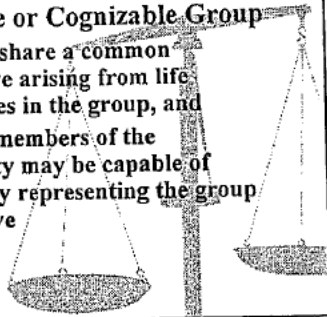 e or Cognizable Group
share a common
e arising from life
es in the group, and
members of the
ty may be capable of
y representing the group
ve